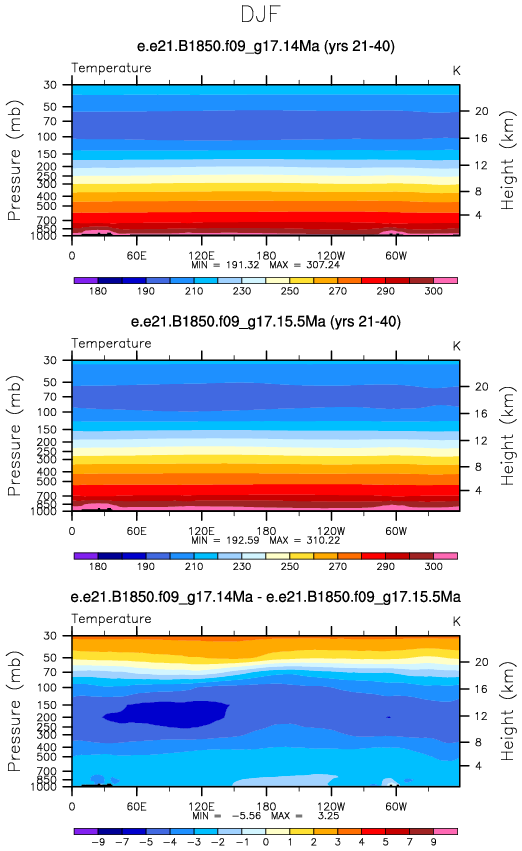 DJF
e.e21.B1850.f09_g17.14Ma (yrs 21-40)
Temperature K
Pressure (mb)
30
50
70
100
150
200
250
300
400
500
700
850
1000
20
16
12
8
4
Height (km)
0 60E 120E 180 120W 60W
MIN = 191.32 MAX = 307.24
180 190 210 230 250 270 290 300
e.e21.B1850.f09_g17.15.5Ma (yrs 21-40)
Temperature K
Pressure (mb)
30
50
70
100
150
200
250
300
400
500
700
850
1000
20
16
12
8
4
Height (km)
0 60E 120E 180 120W 60W
MIN = 192.59 MAX = 310.22
180 190 210 230 250 270 290 300
e.e21.B1850.f09_g17.14Ma - e.e21.B1850.f09_g17.15.5Ma
Temperature K
Pressure (mb)
30
50
70
100
150
200
250
300
400
500
700
850
1000
20
16
12
8
4
Height (km)
0 60E 120E 180 120W 60W
MIN = -5.56 MAX = 3.25
-9 -7 -5 -4 -3 -2 -1 0 1 2 3 4 5 7 9